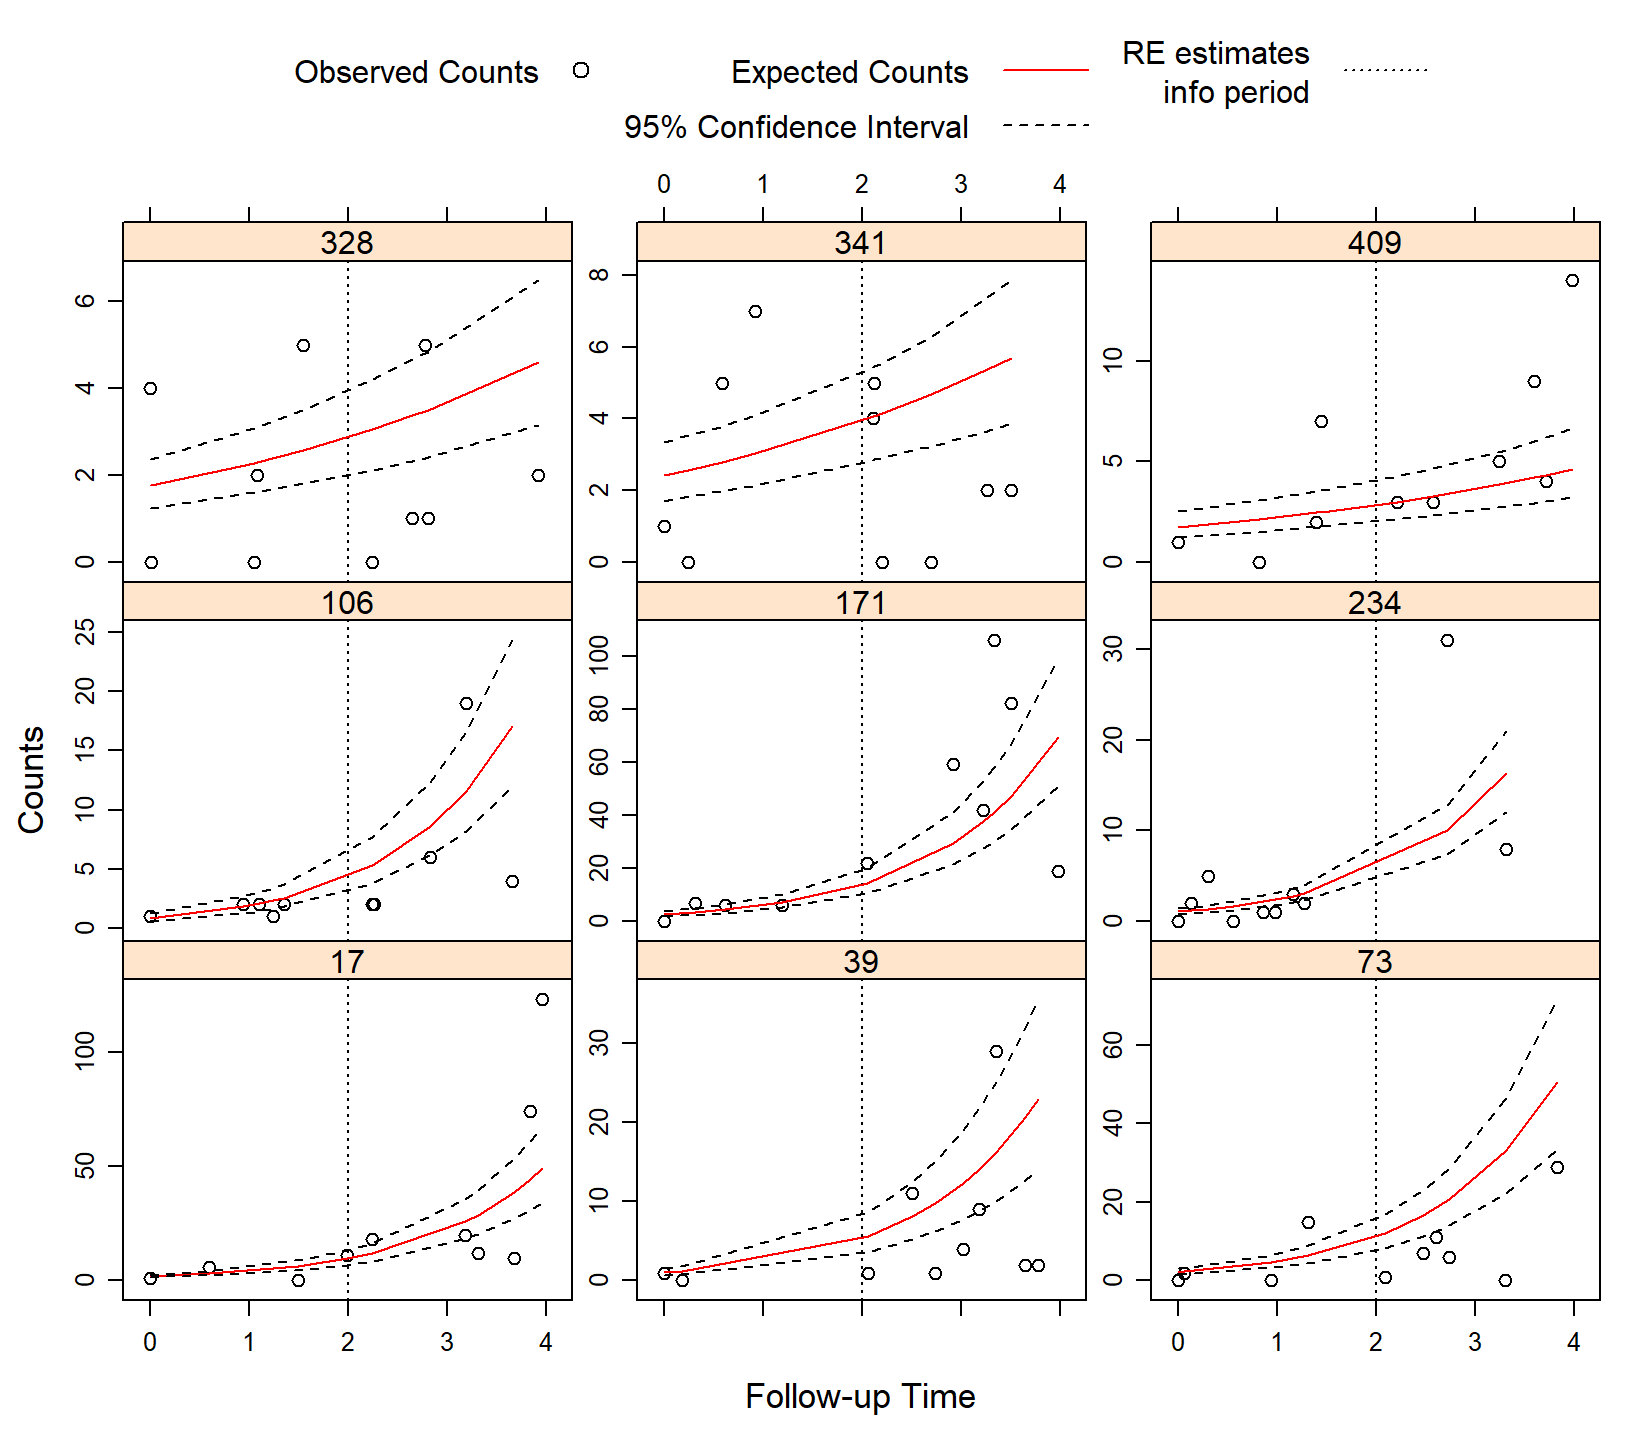 Observed Counts
Expected Counts
RE estimates
info period
95% Confidence Interval
0 1 2 3 4
328 341 409
0 2 4 6
0 2 4 6 8
0 5 10
106 171 234
0 5 10 15 20 25
0 20 40 60 80 100
0 10 20 30
17 39 73
0 50 100
0 10 20 30
0 20 40 60
0 1 2 3 4
0 1 2 3 4
Counts
Follow-up Time